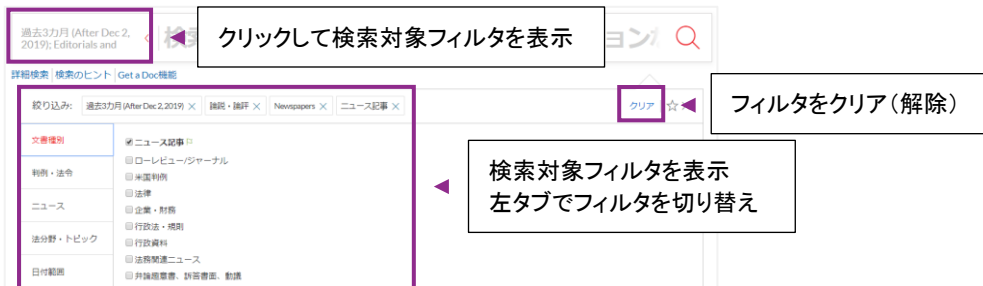 過去3カ月 (After Dec 2,
2019); Editorials and
クリックして検索対象フィルタを表示
詳細検索 検索のヒント Get a Doc機能
絞り込み: 過去3カ月 (After Dec 2, 2019) × 論説・論評 × Newspapers × ニュース記事 ×
クリア
フィルタをクリア(解除)
文書種別
判例・法令
ニュース
法分野・トピック
日付範囲
ニュース記事
ローレビュー/ジャーナル
米国判例
法律
企業・財務
行政法・規則
行政資料
法務関連ニュース
弁論趣意書、訴答書面、動議
検索対象フィルタを表示
左タブでフィルタを切り替え